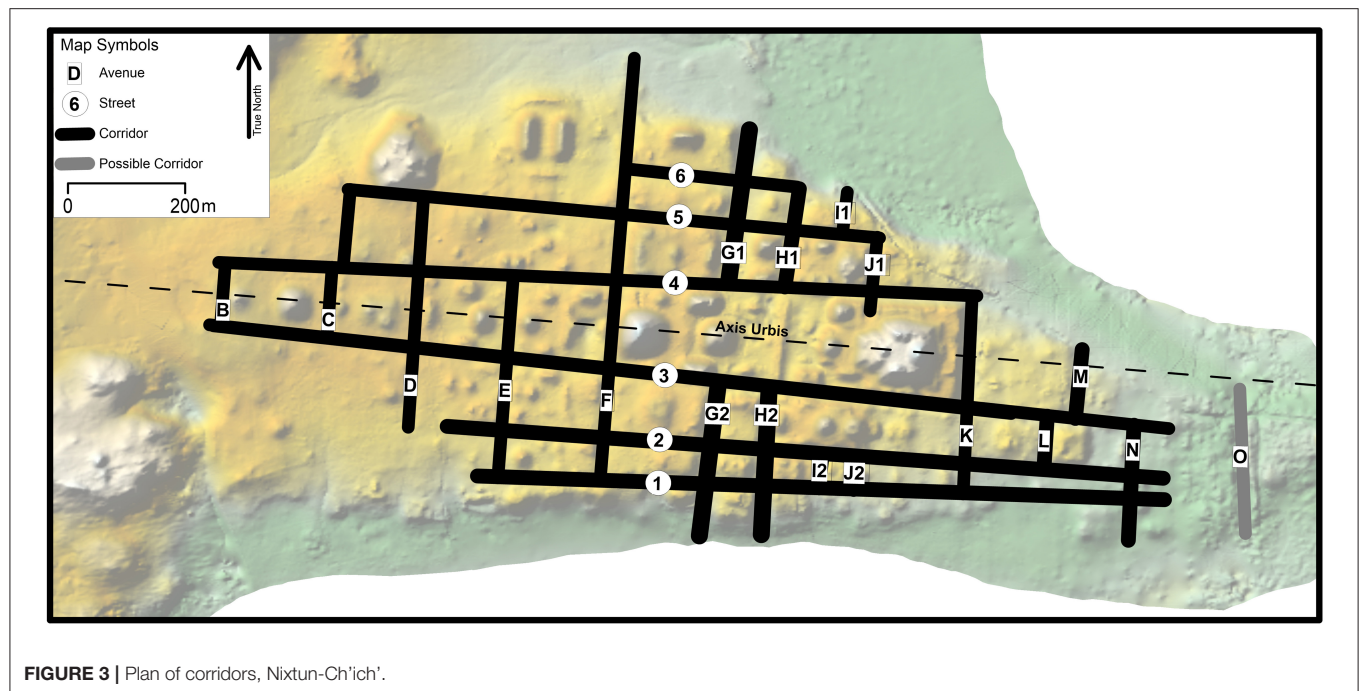 Map Symbols
D Avenue
6 Street
Corridor
Possible Corridor
0 200m
True North
6
5
I1
G1
H1
J1
4
B
C
Axis Urbis
3
M
D
E
F
G2
H2
2
K
L
N
O
I2
J2
1
FIGURE 3 | Plan of corridors, Nixtun-Ch'ich'.